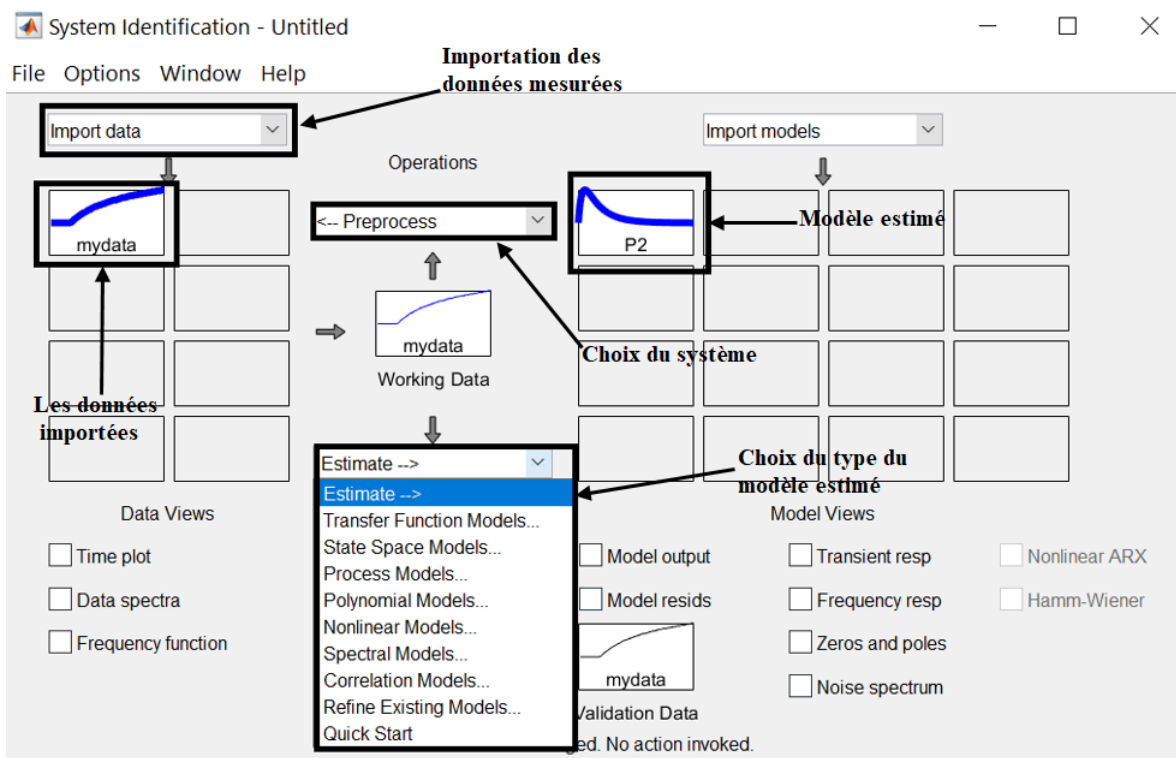 System Identification - Untitled
File Options Window Help
Importation des
données mesurées
Import data
Import models
Operations
mydata
<-- Preprocess
P2
Modèle estimé
mydata
Working Data
Choix du système
Les données
importées
Estimate -->
Choix du type du
modèle estimé
Estimate -->
Transfer Function Models...
State Space Models...
Process Models...
Polynomial Models...
Nonlinear Models...
Spectral Models...
Correlation Models...
Refine Existing Models...
Quick Start
Data Views
Time plot
Data spectra
Frequency function
Model Views
Model output
Transient resp
Nonlinear ARX
Model resids
Frequency resp
Hamm-Wiener
Zeros and poles
mydata
Noise spectrum
Validation Data
ged. No action invoked.